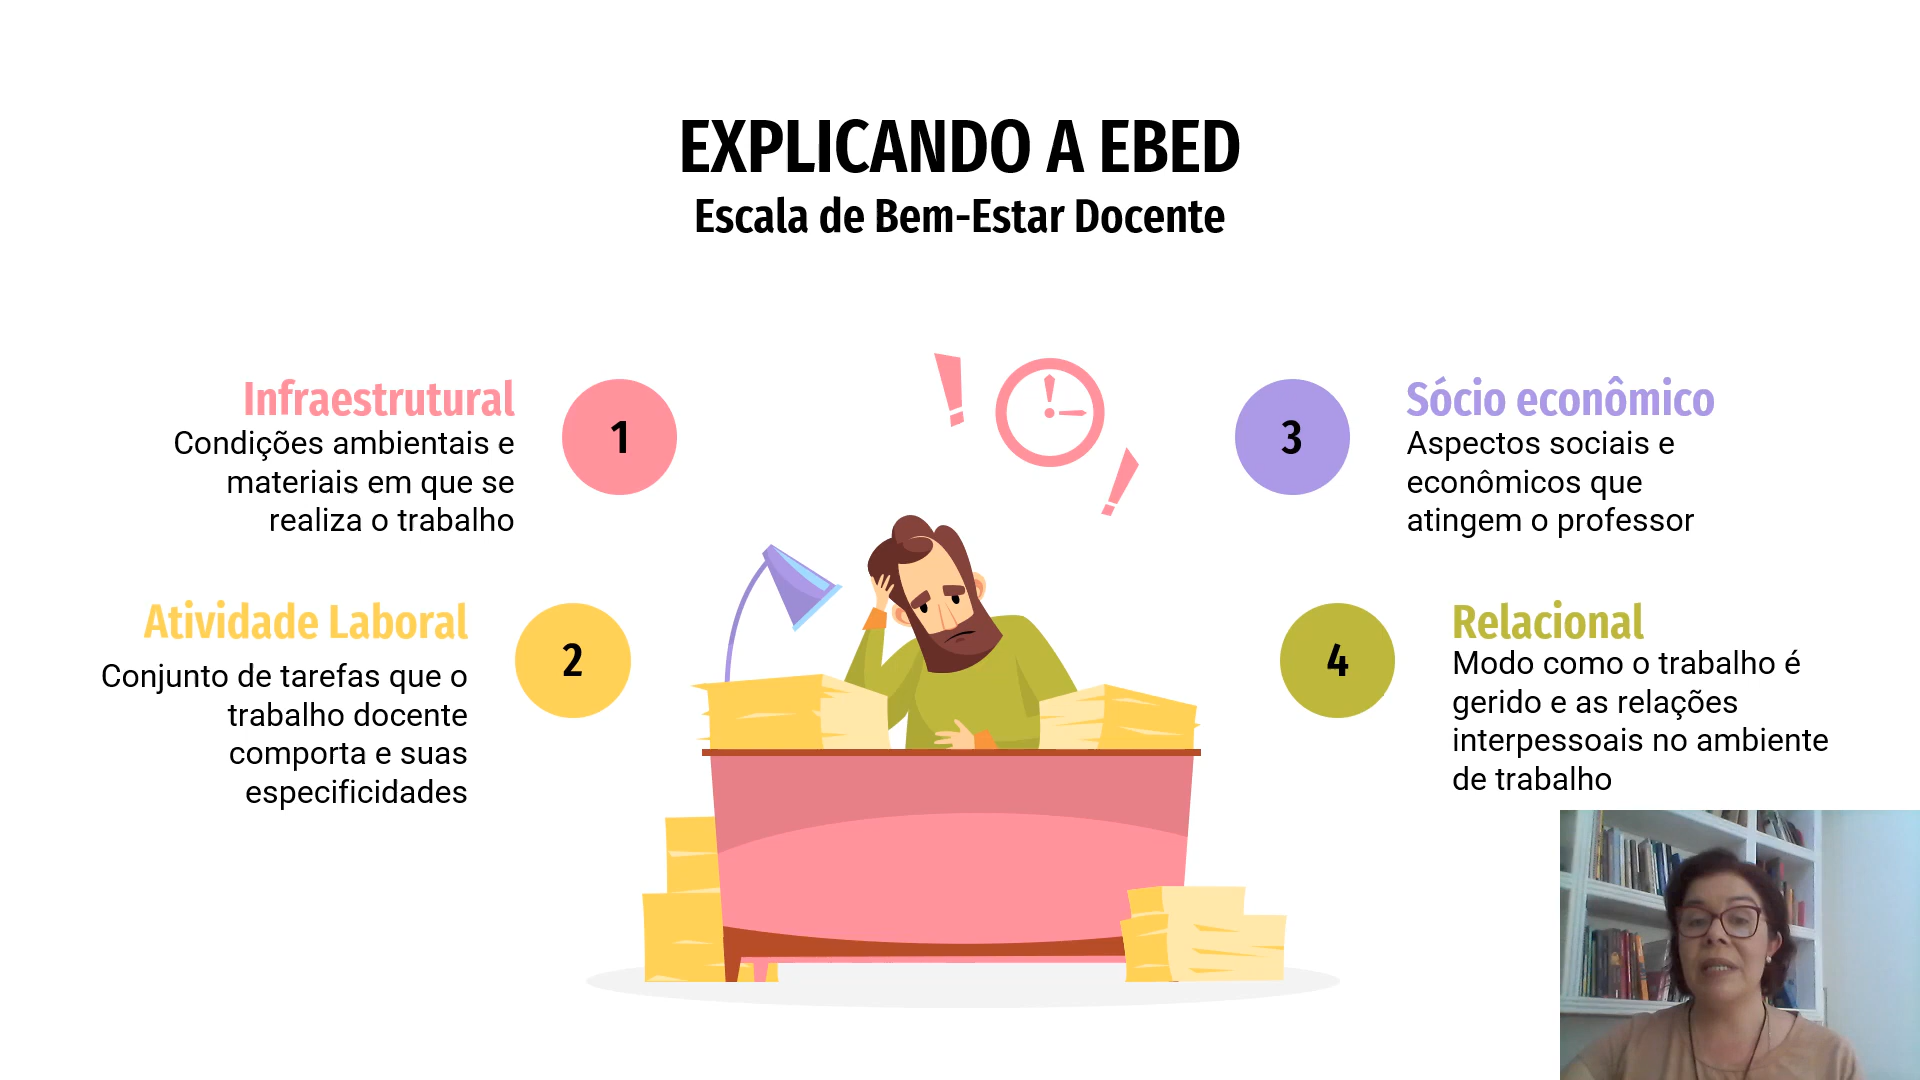 EXPLICANDO A EBED
Escala de Bem-Estar Docente
Infraestrutural
Condições ambientais e
materiais em que se
realiza o trabalho
1
Atividade Laboral
Conjunto de tarefas que o
trabalho docente
comporta e suas
especificidades
2
3
Sócio econômico
Aspectos sociais e
econômicos que
atingem o professor
4
Relacional
Modo como o trabalho é
gerido e as relações
interpessoais no ambiente
de trabalho